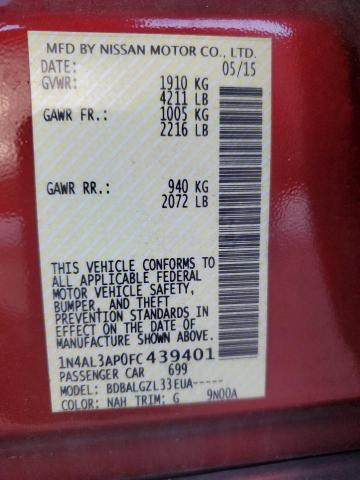 MFD BY NISSAN MOTOR CO., LTD.
DATE: 05/15
GVWR: 1910 KG
4211 LB
GAWR FR.: 1005 KG
2216 LB
GAWR RR.: 940 KG
2072 LB
THIS VEHICLE CONFORMS TO
ALL APPLICABLE FEDERAL
MOTOR VEHICLE SAFETY,
BUMPER, AND THEFT
PREVENTION STANDARDS IN
EFFECT ON THE DATE OF
MANUFACTURE SHOWN ABOVE.
1N4AL3AP0FC 439401
PASSENGER CAR 699
MODEL: BDBALGZL33EUA-----
COLOR: NAH TRIM: G 9N00A